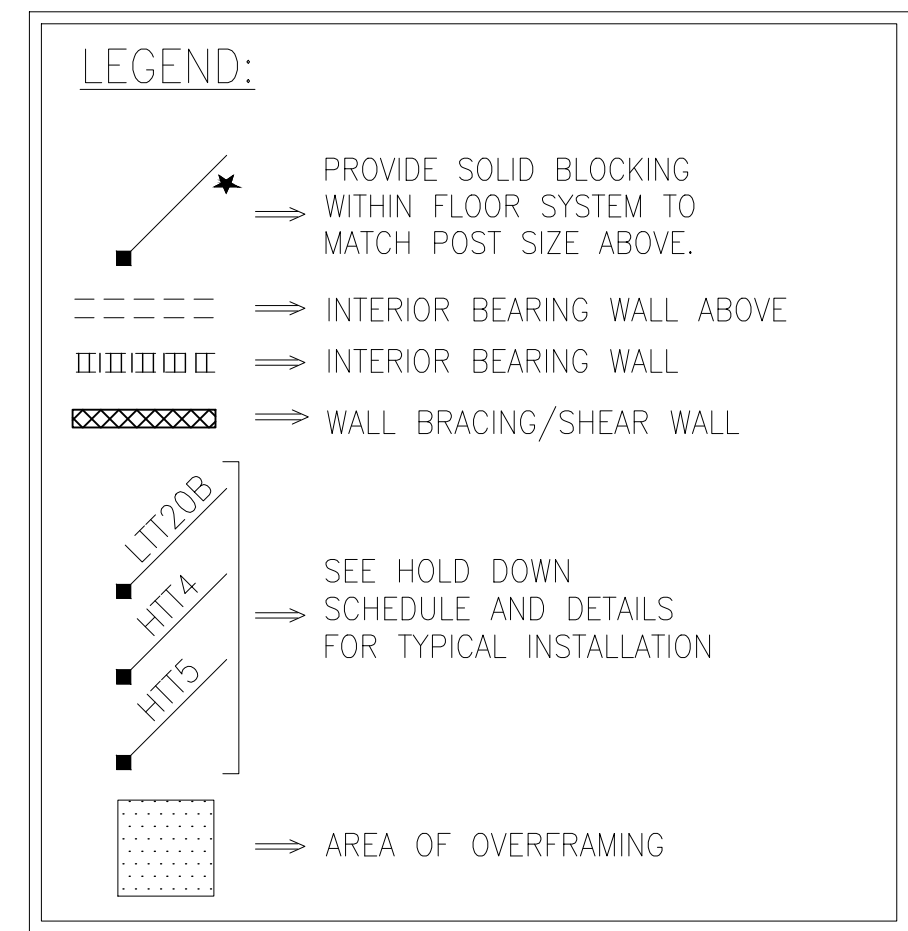 LEGEND:
PROVIDE SOLID BLOCKING
WITHIN FLOOR SYSTEM TO
MATCH POST SIZE ABOVE.
INTERIOR BEARING WALL ABOVE
INTERIOR BEARING WALL
WALL BRACING/SHEAR WALL
LTT20B
HTT4
HTT5
SEE HOLD DOWN
SCHEDULE AND DETAILS
FOR TYPICAL INSTALLATION
AREA OF OVERFRAMING